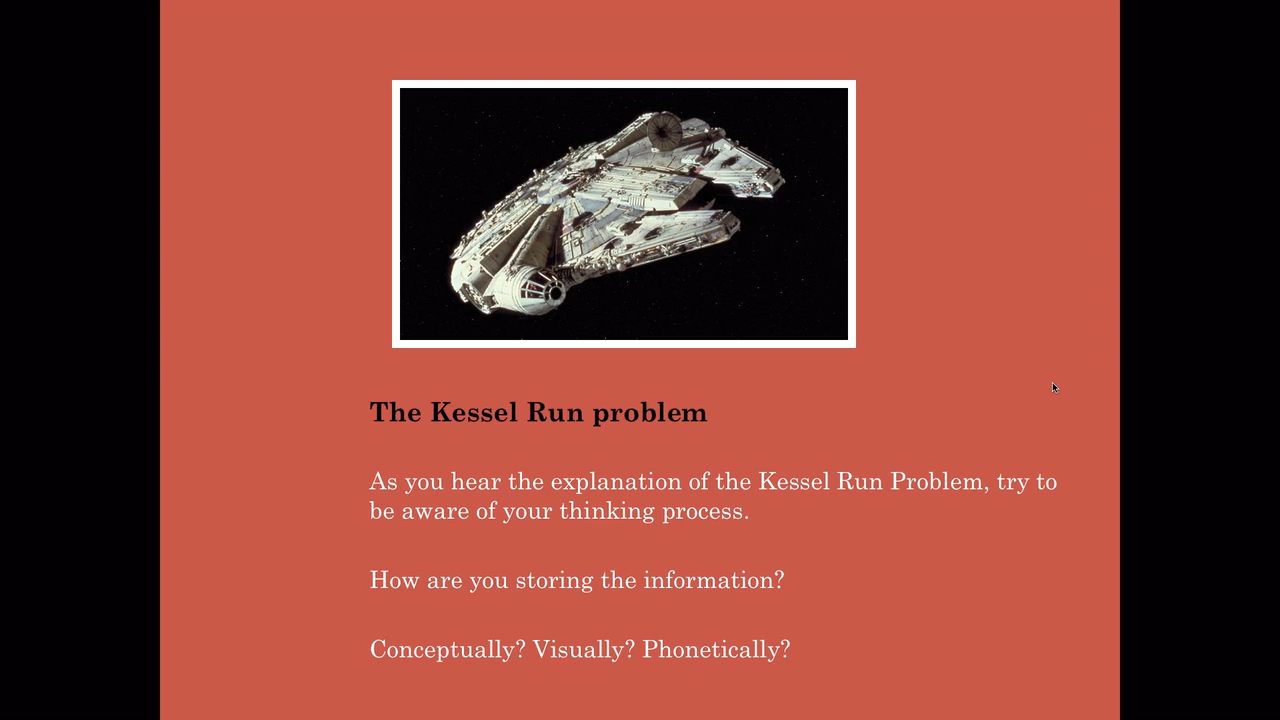 The Kessel Run problem
As you hear the explanation of the Kessel Run Problem, try to
be aware of your thinking process.
How are you storing the information?
Conceptually? Visually? Phonetically?